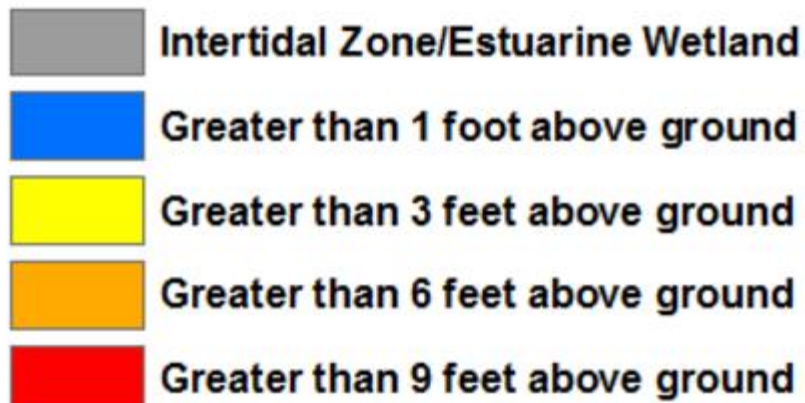 Intertidal Zone/Estuarine Wetland
Greater than 1 foot above ground
Greater than 3 feet above ground
Greater than 6 feet above ground
Greater than 9 feet above ground